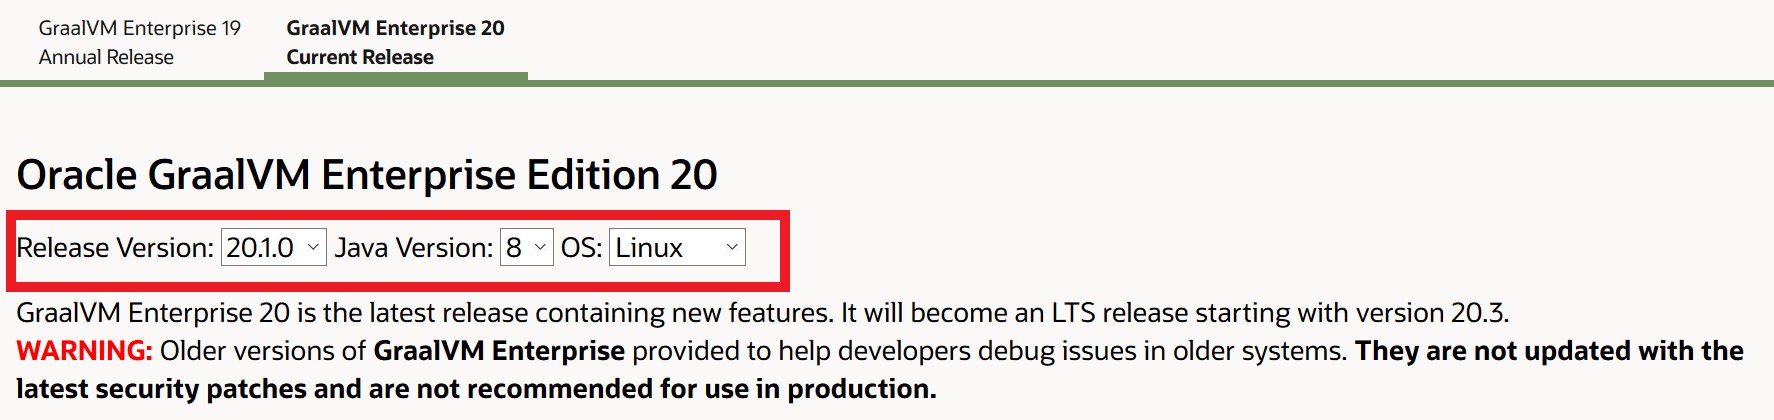 GraalVM Enterprise 19
Annual Release
GraalVM Enterprise 20
Current Release
Oracle GraalVM Enterprise Edition 20
Release Version: 20.1.0 Java Version: 8 OS: Linux
GraalVM Enterprise 20 is the latest release containing new features. It will become an LTS release starting with version 20.3.
WARNING: Older versions of GraalVM Enterprise provided to help developers debug issues in older systems. They are not updated with the
latest security patches and are not recommended for use in production.